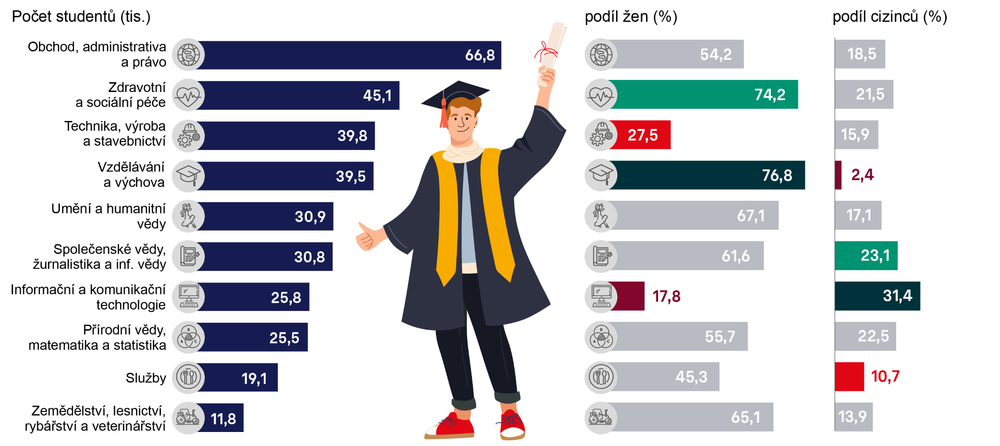 Počet studentů (tis.)
podíl žen (%)
podíl cizinců (%)
Obchod, administrativa
a právo
66,8
54,2
18,5
Zdravotní
a sociální péče
45,1
74,2
21,5
Technika, výroba
a stavebnictví
39,8
27,5
15,9
Vzdělávání
a výchova
39,5
76,8
2,4
Umění a humanitní
vědy
30,9
67,1
17,1
Společenské vědy,
žurnalistika a inf. vědy
30,8
61,6
23,1
Informační a komunikační
technologie
25,8
17,8
31,4
Přírodní vědy,
matematika a statistika
B
A C
25,5
B
A C
55,7
22,5
Služby
19,1
45,3
10,7
Zemědělství, lesnictví,
rybářství a veterinářství
11,8
65,1
13,9